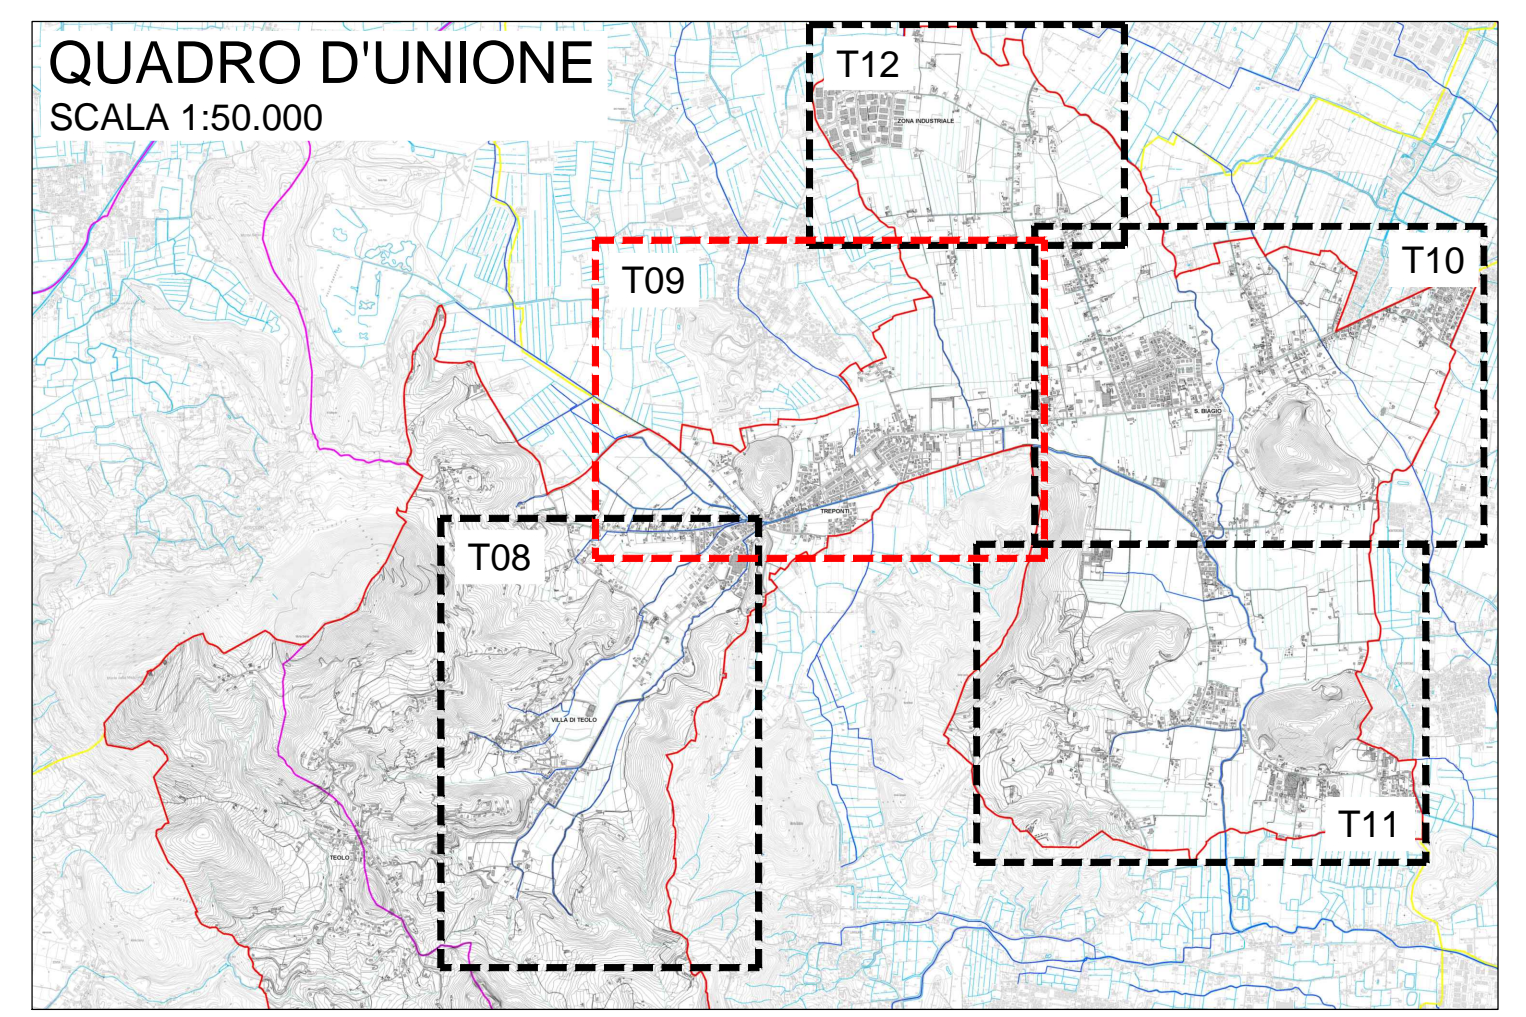 QUADRO D'UNIONE
SCALA 1:50.000
T12
ZONA INDUSTRIALE
T10
T09
S. BIAGIO
TREPONTI
T08
VILLA DI TEOLO
T11
TEOLO